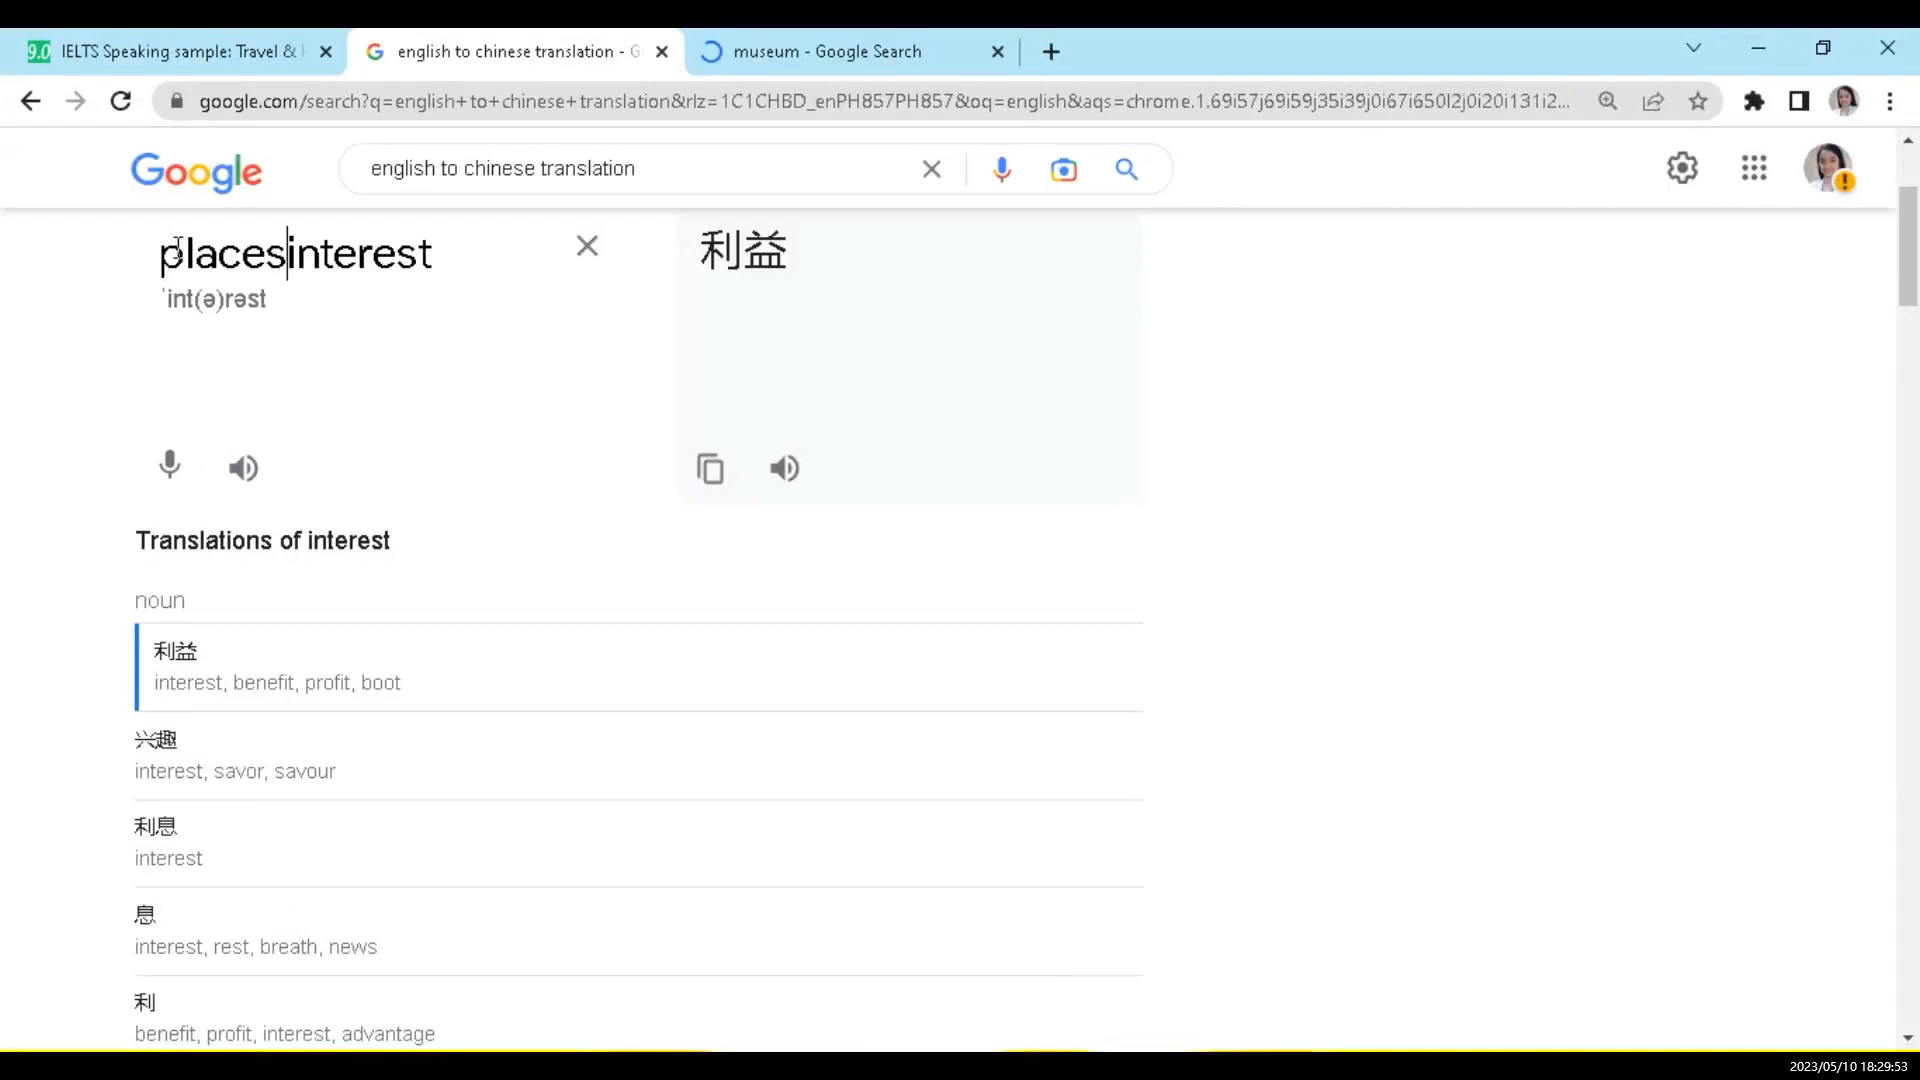 9.0 IELTS Speaking sample: Travel &
english to chinese translation - G
museum - Google Search
google.com/search?q=english+to+chinese+translation&rlz=1C1CHBD_enPH857PH857&oq=english&aqs=chrome.1.69i57j69i59j35i39j0i67i650l2j0i20i131i2...
Google
english to chinese translation
placesinterest
ˈint(ə)rəst
利益
Translations of interest
noun
利益
interest, benefit, profit, boot
兴趣
interest, savor, savour
利息
interest
息
interest, rest, breath, news
利
benefit, profit, interest, advantage
2023/05/10 18:29:53